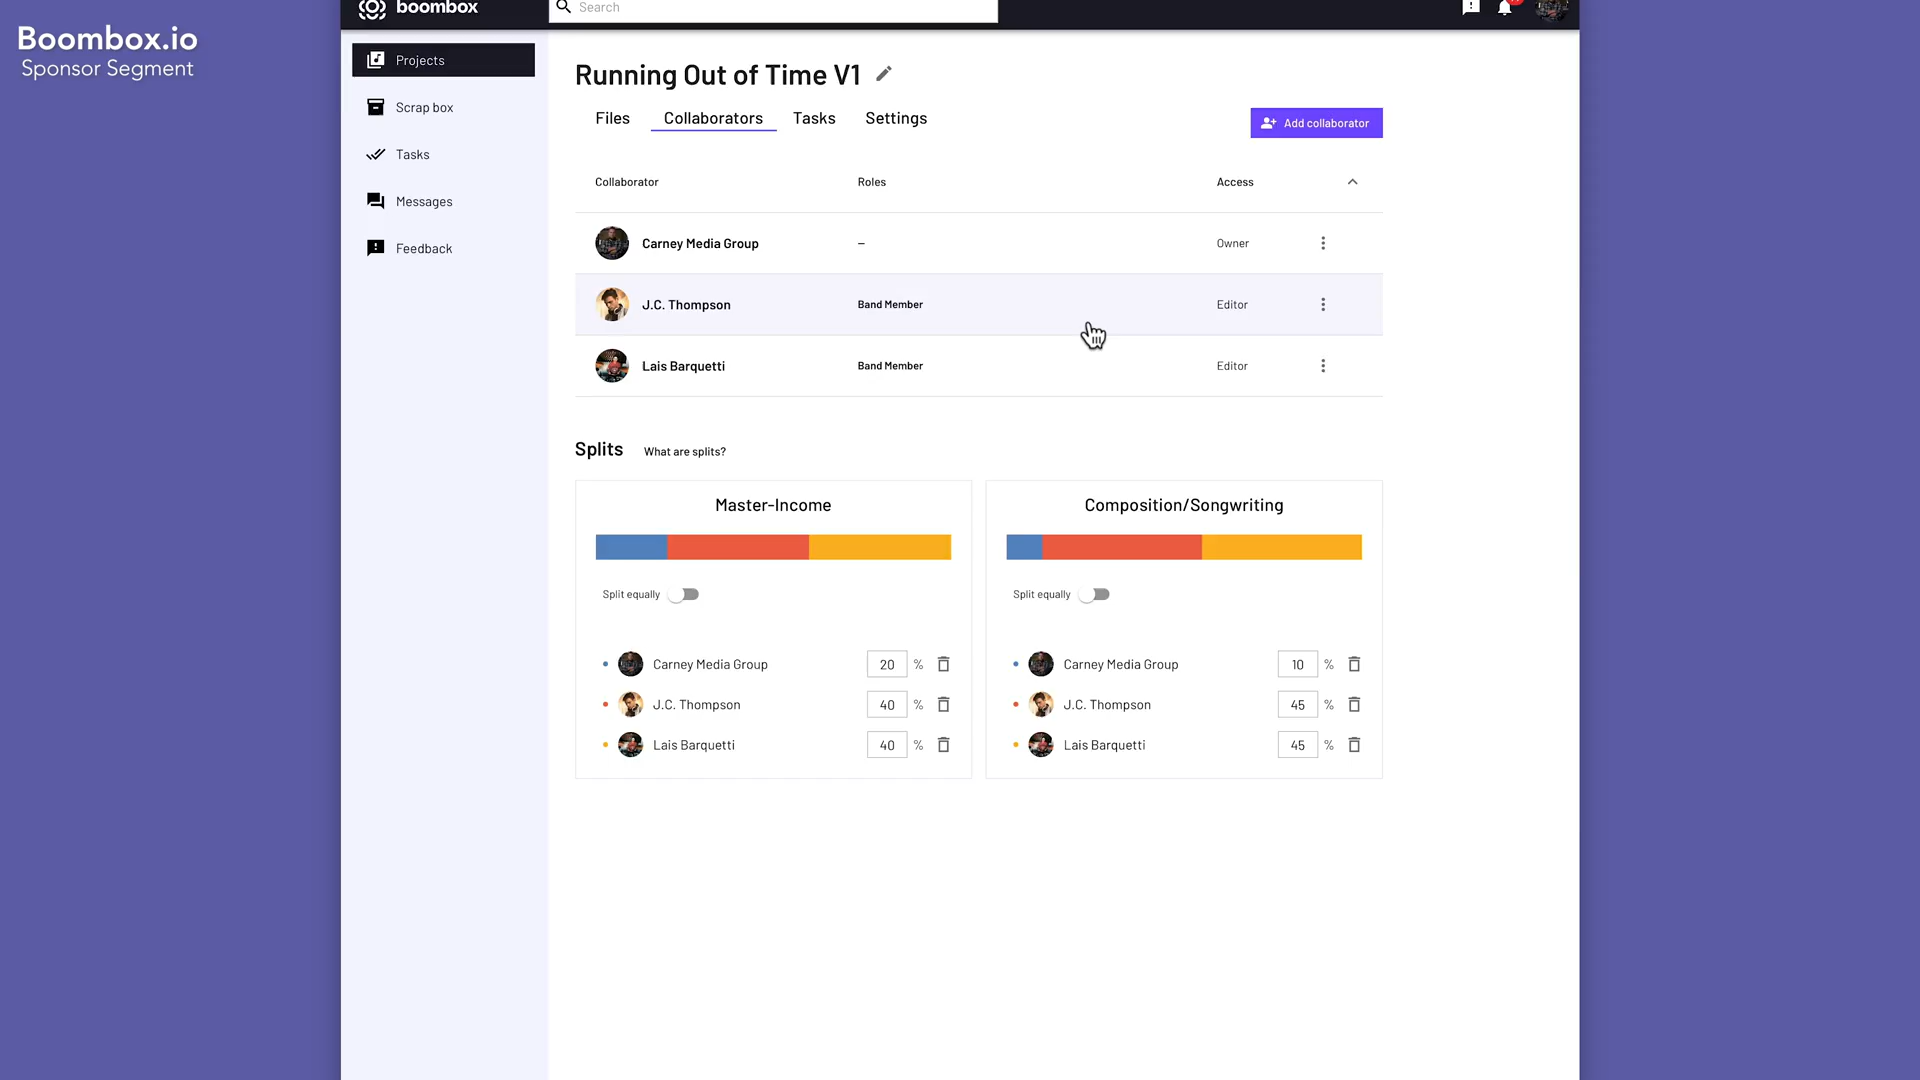 Boombox.io
Sponsor Segment
boombox
Search
Projects
Scrap box
Tasks
Messages
Feedback
Running Out of Time V1
Files Collaborators Tasks Settings
Add collaborator
Collaborator Roles Access
Carney Media Group – Owner
J.C. Thompson Band Member Editor
Lais Barquetti Band Member Editor
Splits What are splits?
Master-Income
Split equally
Carney Media Group 20 %
J.C. Thompson 40 %
Lais Barquetti 40 %
Composition/Songwriting
Split equally
Carney Media Group 10 %
J.C. Thompson 45 %
Lais Barquetti 45 %